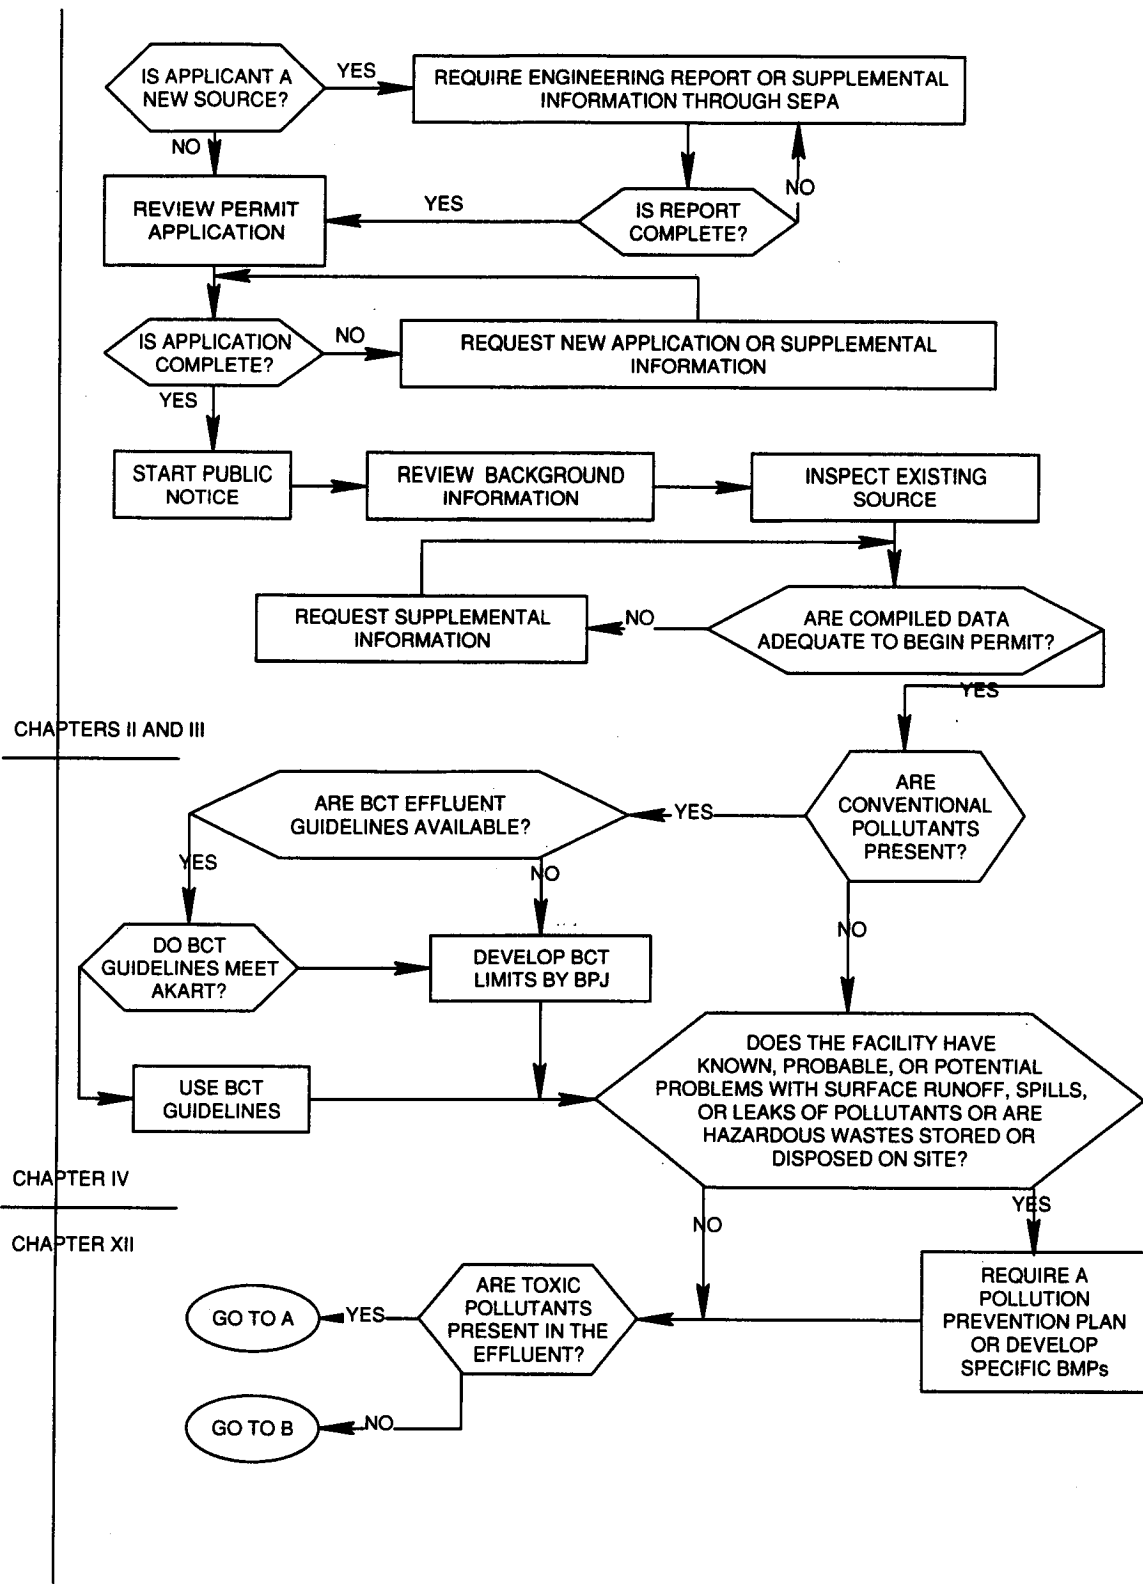 IS APPLICANT A
NEW SOURCE?
YES
REQUIRE ENGINEERING REPORT OR SUPPLEMENTAL
INFORMATION THROUGH SEPA
NO
REVIEW PERMIT
APPLICATION
YES
IS REPORT
COMPLETE?
NO
IS APPLICATION
COMPLETE?
NO
REQUEST NEW APPLICATION OR SUPPLEMENTAL
INFORMATION
YES
START PUBLIC
NOTICE
REVIEW BACKGROUND
INFORMATION
INSPECT EXISTING
SOURCE
REQUEST SUPPLEMENTAL
INFORMATION
NO
ARE COMPILED DATA
ADEQUATE TO BEGIN PERMIT?
YES
CHAPTERS II AND III
ARE BCT EFFLUENT
GUIDELINES AVAILABLE?
YES
ARE
CONVENTIONAL
POLLUTANTS
PRESENT?
YES
NO
NO
DO BCT
GUIDELINES MEET
AKART?
DEVELOP BCT
LIMITS BY BPJ
USE BCT
GUIDELINES
DOES THE FACILITY HAVE
KNOWN, PROBABLE, OR POTENTIAL
PROBLEMS WITH SURFACE RUNOFF, SPILLS,
OR LEAKS OF POLLUTANTS OR ARE
HAZARDOUS WASTES STORED OR
DISPOSED ON SITE?
CHAPTER IV
NO
YES
CHAPTER XII
GO TO A
YES
ARE TOXIC
POLLUTANTS
PRESENT IN THE
EFFLUENT?
REQUIRE A
POLLUTION
PREVENTION PLAN
OR DEVELOP
SPECIFIC BMPs
GO TO B
NO